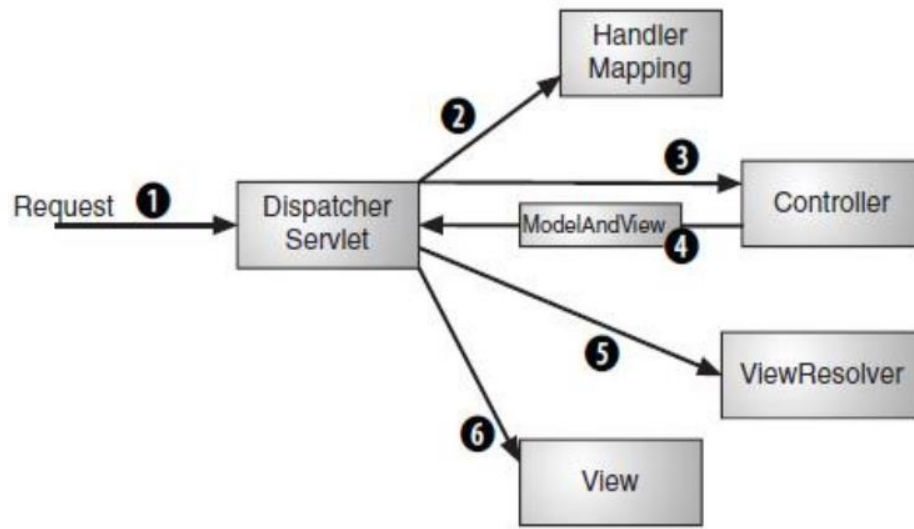 Handler
Mapping
2
3
Request 1
Dispatcher
Servlet
Controller
ModelAndView
4
5
ViewResolver
6
View